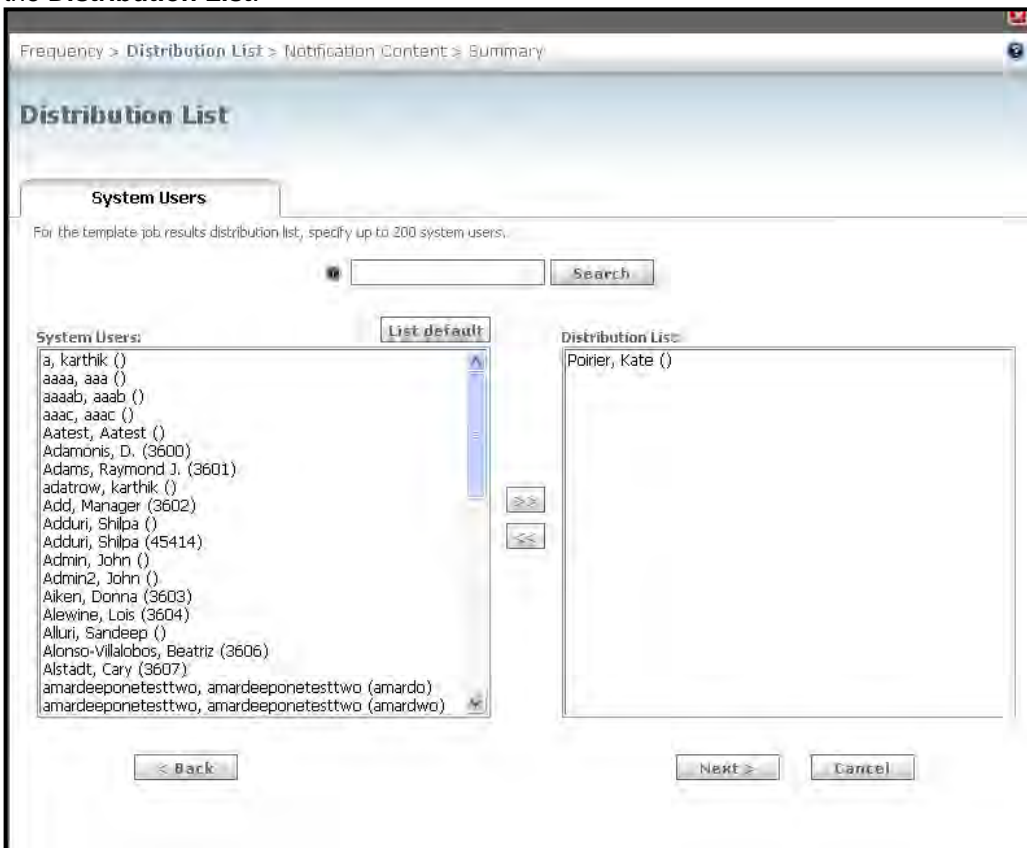 the Distribution List.
Frequency > Distribution List > Notification Content > Summary
Distribution List
System Users
For the template job results distribution list, specify up to 200 system users.
Search
System Users:
List default
Distribution List:
a, karthik ()
aaaa, aaa ()
aaaab, aaab ()
aaac, aaac ()
Aatest, Aatest ()
Adamonis, D. (3600)
Adams, Raymond J. (3601)
adatrow, karthik ()
Add, Manager (3602)
Adduri, Shilpa ()
Adduri, Shilpa (45414)
Admin, John ()
Admin2, John ()
Aiken, Donna (3603)
Alewine, Lois (3604)
Alluri, Sandeep ()
Alonso-Villalobos, Beatriz (3606)
Alstadt, Cary (3607)
amardeeponetesttwo, amardeeponetesttwo (amardo)
amardeeponetesttwo, amardeeponetesttwo (amardwo)
>>
<<
Poirier, Kate ()
< Back
Next >
Cancel